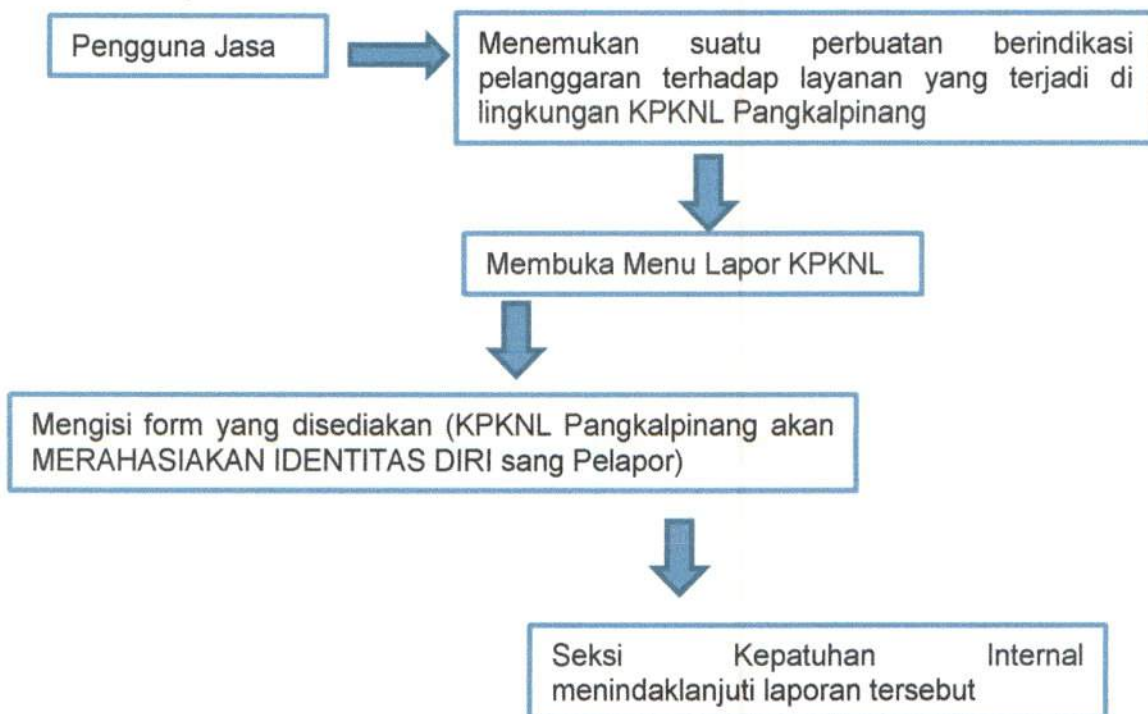 Pengguna Jasa
Menemukan suatu perbuatan berindikasi
pelanggaran terhadap layanan yang terjadi di
lingkungan KPKNL Pangkalpinang
Membuka Menu Lapor KPKNL
Mengisi form yang disediakan (KPKNL Pangkalpinang akan
MERAHASIAKAN IDENTITAS DIRI sang Pelapor)
Seksi Kepatuhan Internal
menindaklanjuti laporan tersebut